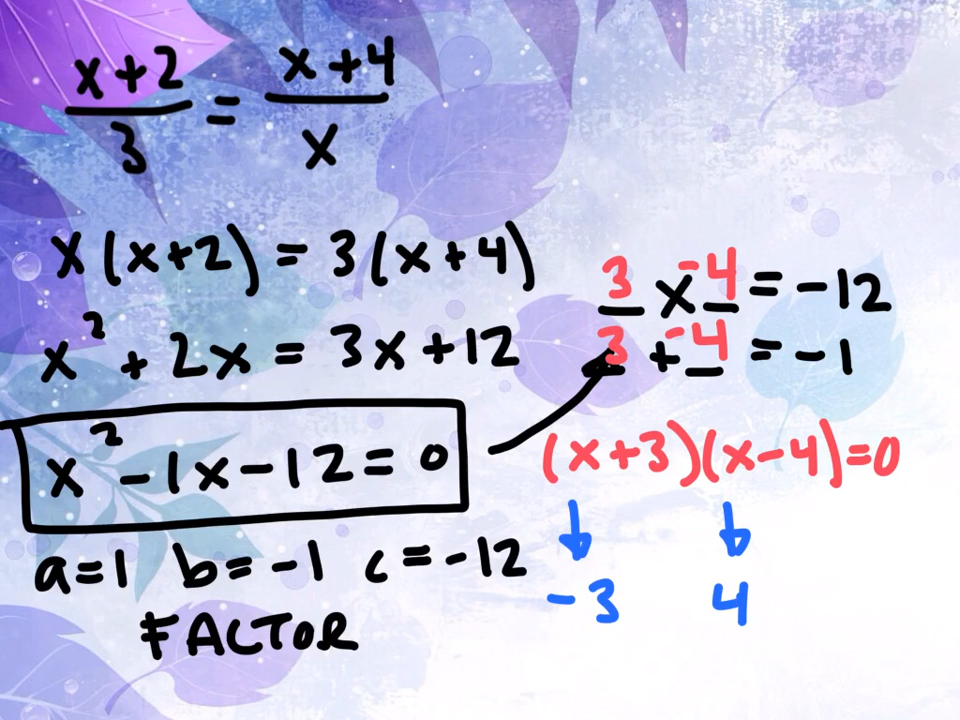 x+2/3 = x+4/x
x(x+2) = 3(x+4)
x² + 2x = 3x+12
x² -1x-12 = 0
a=1 b=-1 c=-12
FACTOR
3 x -4 = -12
3 + -4 = -1
(x+3)(x-4)=0
-3 4